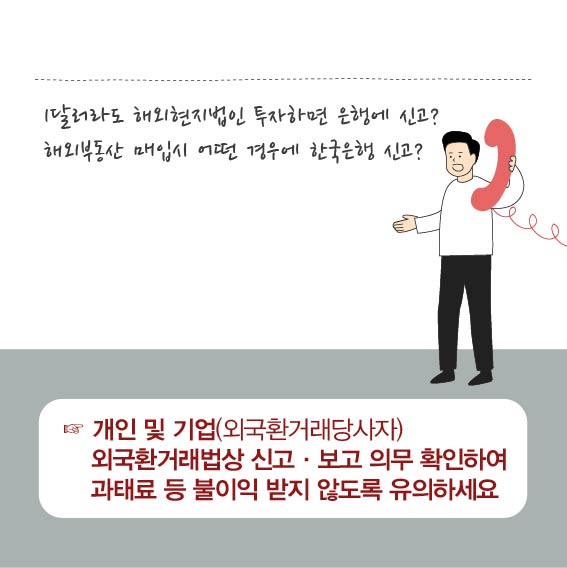 1달러라도 해외현지법인 투자하면 은행에 신고?
해외부동산 매입시 어떤 경우에 한국은행 신고?
☞ 개인 및 기업(외국환거래당사자)
외국환거래법상 신고 · 보고 의무 확인하여
과태료 등 불이익 받지 않도록 유의하세요